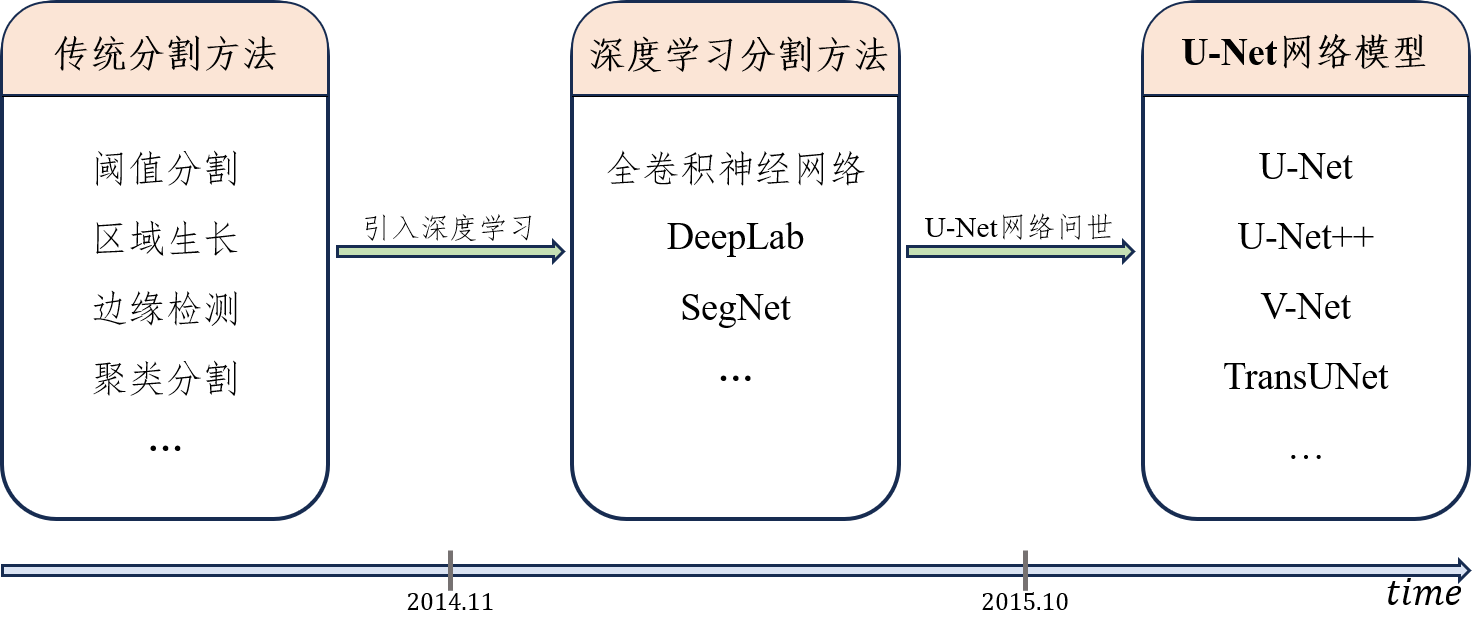 传统分割方法
阈值分割
区域生长
边缘检测
聚类分割
...
引入深度学习
深度学习分割方法
全卷积神经网络
DeepLab
SegNet
...
U-Net网络问世
U-Net网络模型
U-Net
U-Net++
V-Net
TransUNet
...
2014.11
2015.10
time